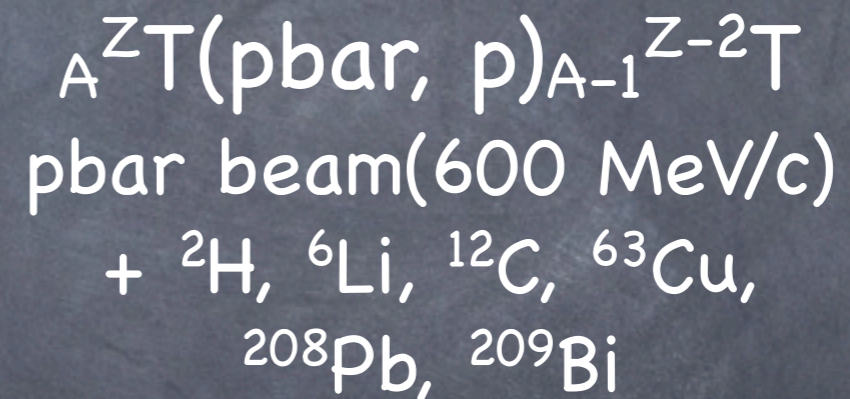 AZT(pbar, p)A-1Z-2T
pbar beam(600 MeV/c)
+ 2H, 6Li, 12C, 63Cu,
208Pb, 209Bi